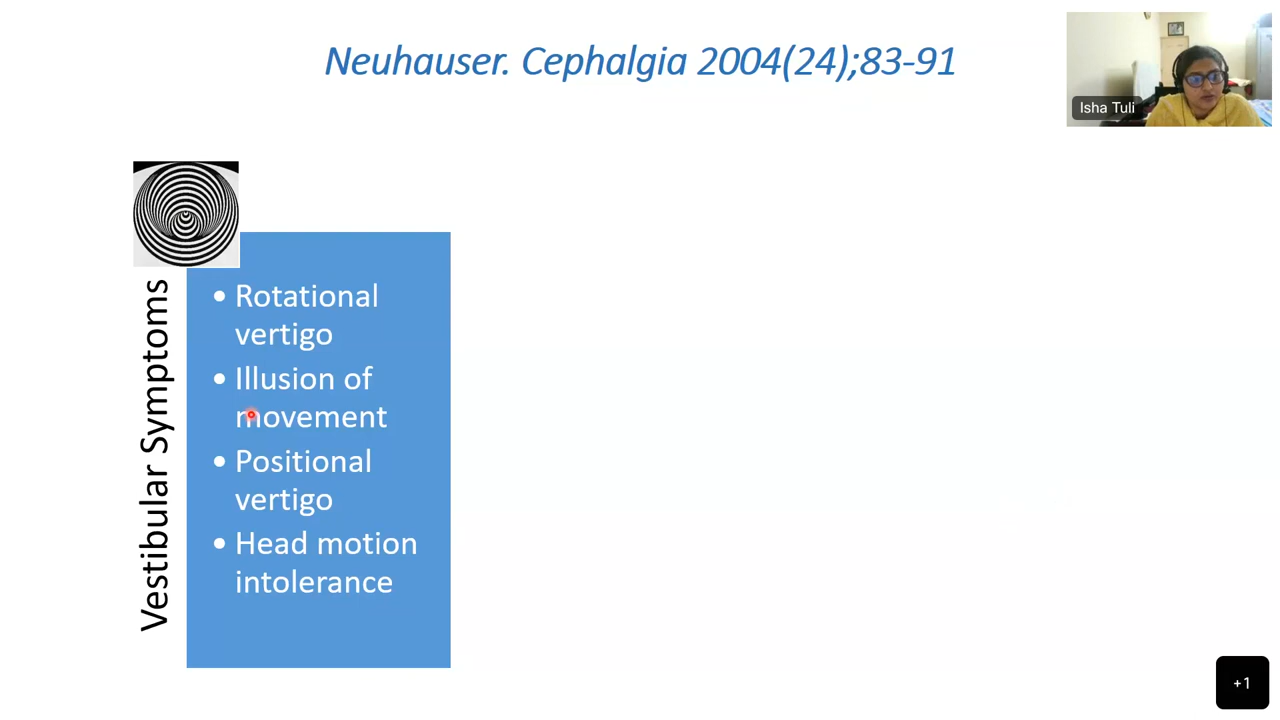 Neuhauser. Cephalgia 2004(24);83-91
Isha Tuli
Vestibular Symptoms
• Rotational
vertigo
• Illusion of
movement
• Positional
vertigo
• Head motion
intolerance
+1